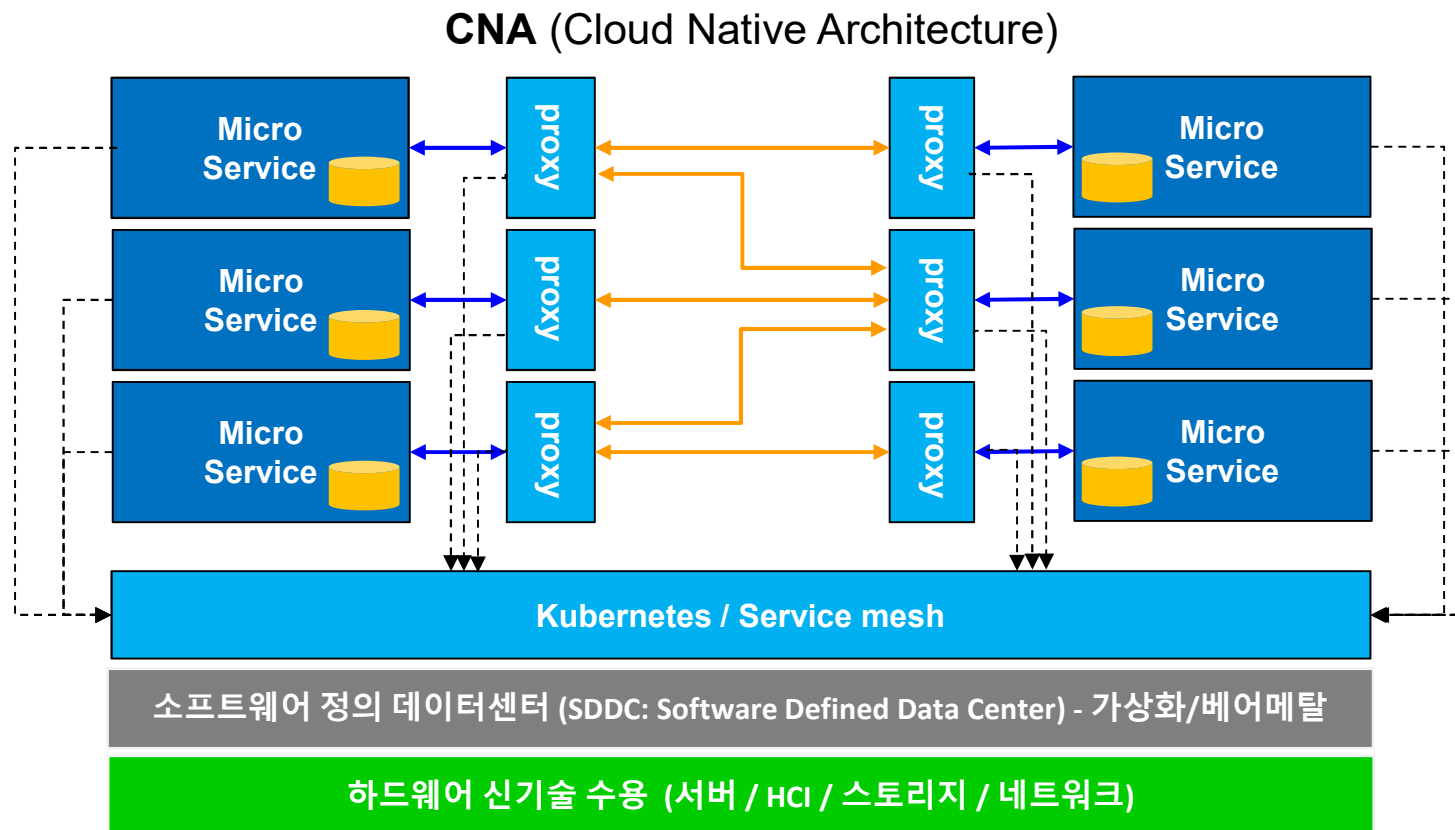 CNA (Cloud Native Architecture)
Micro
Service
proxy
proxy
Micro
Service
Micro
Service
proxy
proxy
Micro
Service
Micro
Service
proxy
proxy
Micro
Service
Kubernetes / Service mesh
소프트웨어 정의 데이터센터 (SDDC: Software Defined Data Center) - 가상화/베어메탈
하드웨어 신기술 수용 (서버 / HCI / 스토리지 / 네트워크)